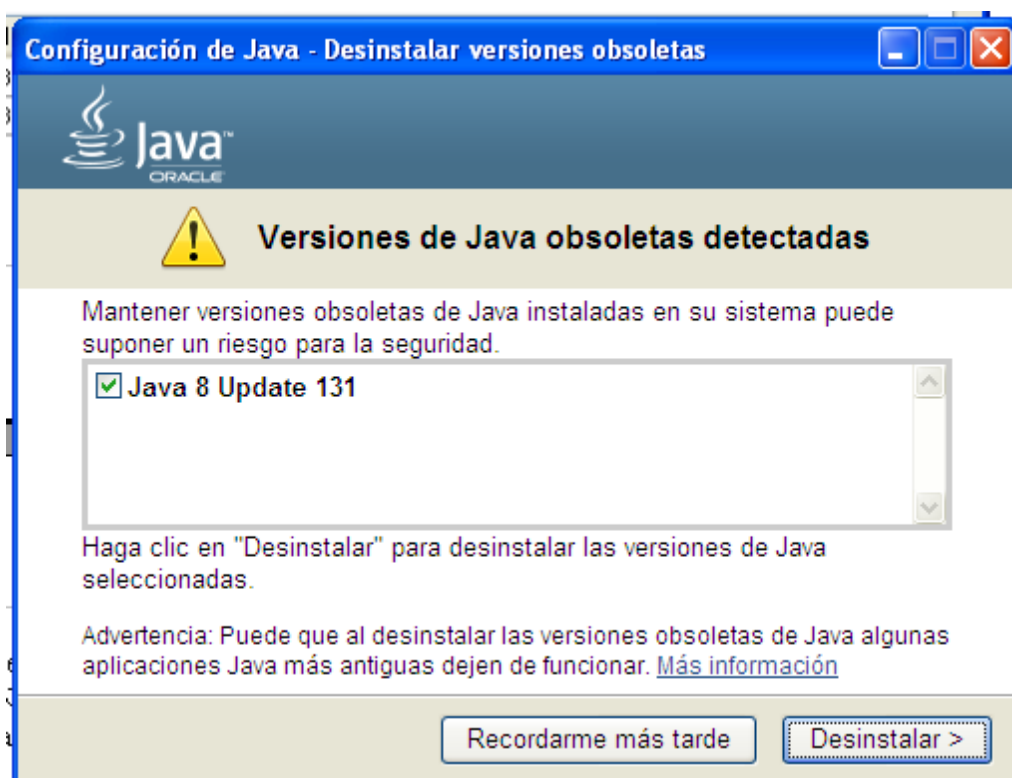 Configuración de Java - Desinstalar versiones obsoletas
Java™
ORACLE
Versiones de Java obsoletas detectadas
Mantener versiones obsoletas de Java instaladas en su sistema puede
suponer un riesgo para la seguridad.
Java 8 Update 131
Haga clic en "Desinstalar" para desinstalar las versiones de Java
seleccionadas.
Advertencia: Puede que al desinstalar las versiones obsoletas de Java algunas
aplicaciones Java más antiguas dejen de funcionar. Más información
Recordarme más tarde
Desinstalar >